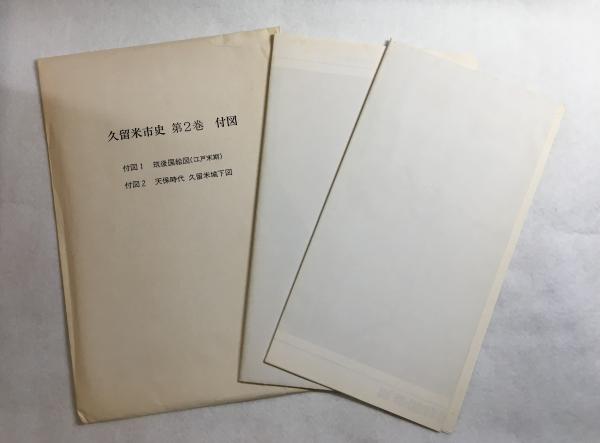 久留米市史 第2巻 付図
付図1 筑後国絵図(江戸末期)
付図2 天保時代 久留米城下図